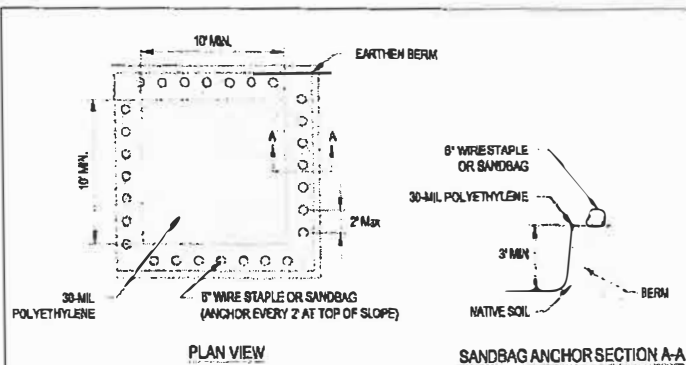 10' MIN.
EARTHEN BERM
A A
10' MIN.
2' Max
30-MIL
POLYETHYLENE
6" WIRE STAPLE OR SANDBAG
(ANCHOR EVERY 2' AT TOP OF SLOPE)
PLAN VIEW
6" WIRE STAPLE
OR SANDBAG
30-MIL POLYETHYLENE
3' MIN
NATIVE SOIL
BERM
SANDBAG ANCHOR SECTION A-A